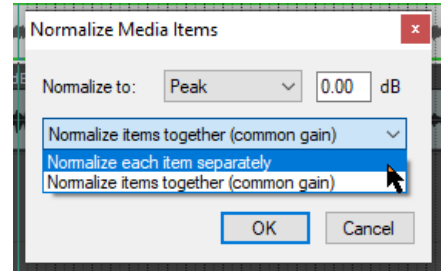 Normalize Media Items
x
Normalize to: Peak 0.00 dB
Normalize items together (common gain)
Normalize each item separately
Normalize items together (common gain)
OK Cancel